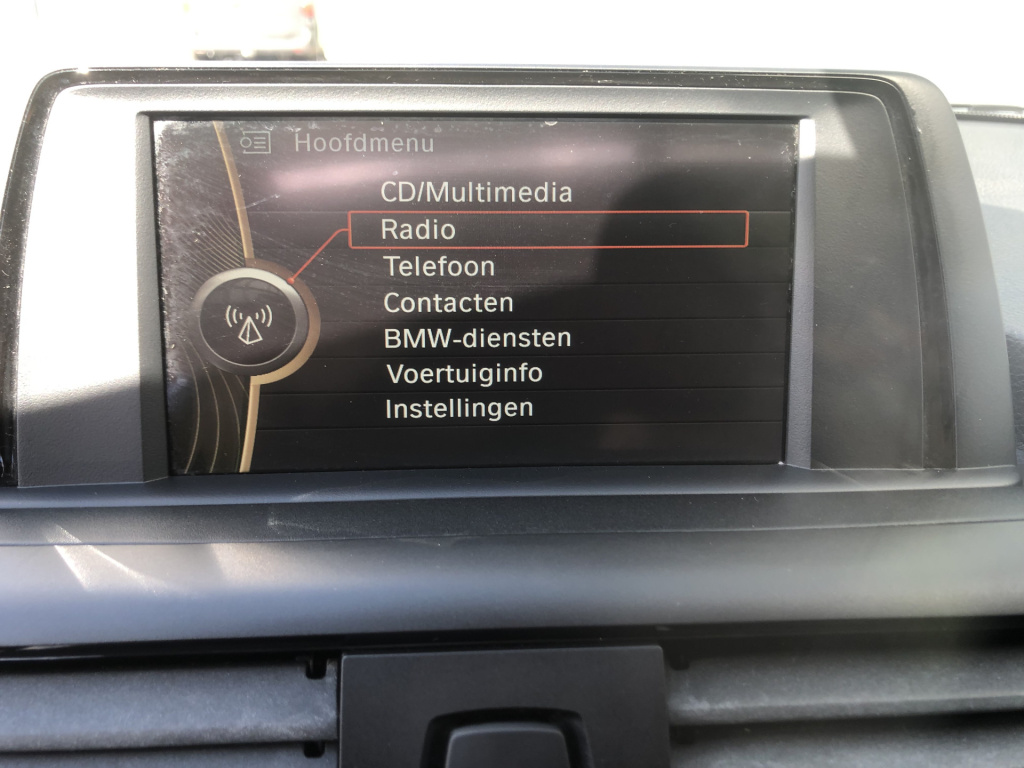 Hoofdmenu
CD/Multimedia
Radio
Telefoon
Contacten
BMW-diensten
Voertuiginfo
Instellingen